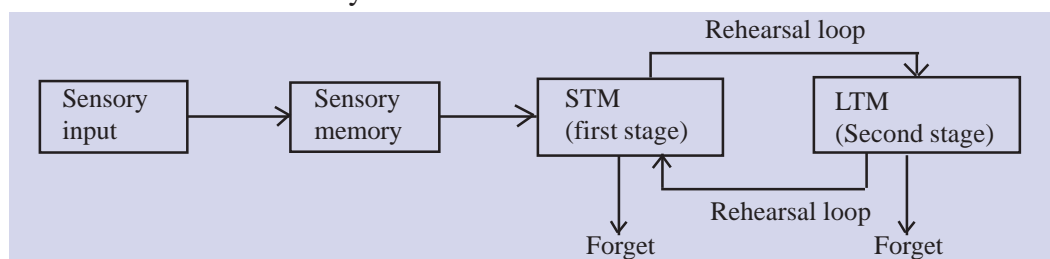 Rehearsal loop
Sensory
input
Sensory
memory
STM
(first stage)
LTM
(Second stage)
Rehearsal loop
Forget
Forget